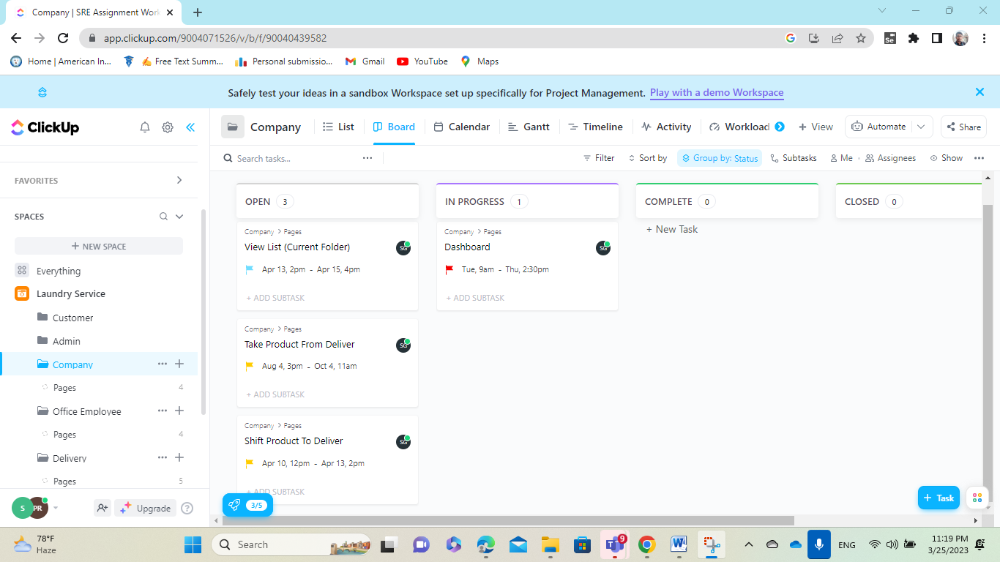 Company | SRE Assignment Work
app.clickup.com/9004071526/v/b/f/90040439582
Se
Home | American In...
Free Text Summ...
Personal submissio...
Gmail
YouTube
Maps
Safely test your ideas in a sandbox Workspace set up specifically for Project Management. Play with a demo Workspace
ClickUp
Company
List
Board
Calendar
Gantt
Timeline
Activity
Workload
+ View
Automate
Share
Search tasks...
Filter
Sort by
Group by: Status
Subtasks
Me
Assignees
Show
FAVORITES
SPACES
+ NEW SPACE
Everything
Laundry Service
Customer
Admin
Company
Pages 4
Office Employee
Pages 4
Delivery
Pages 5
S
PR
Upgrade
?
OPEN 3
Company > Pages
View List (Current Folder)
SG
Apr 13, 2pm - Apr 15, 4pm
+ ADD SUBTASK
Company > Pages
Take Product From Deliver
SG
Aug 4, 3pm - Oct 4, 11am
+ ADD SUBTASK
Company > Pages
Shift Product To Deliver
SG
Apr 10, 12pm - Apr 13, 2pm
+ ADD SUBTASK
3/5
IN PROGRESS 1
Company > Pages
Dashboard
SG
Tue, 9am - Thu, 2:30pm
+ ADD SUBTASK
COMPLETE 0
+ New Task
CLOSED 0
+ Task
78°F
Haze
Search
9
W
ENG
11:19 PM
3/25/2023